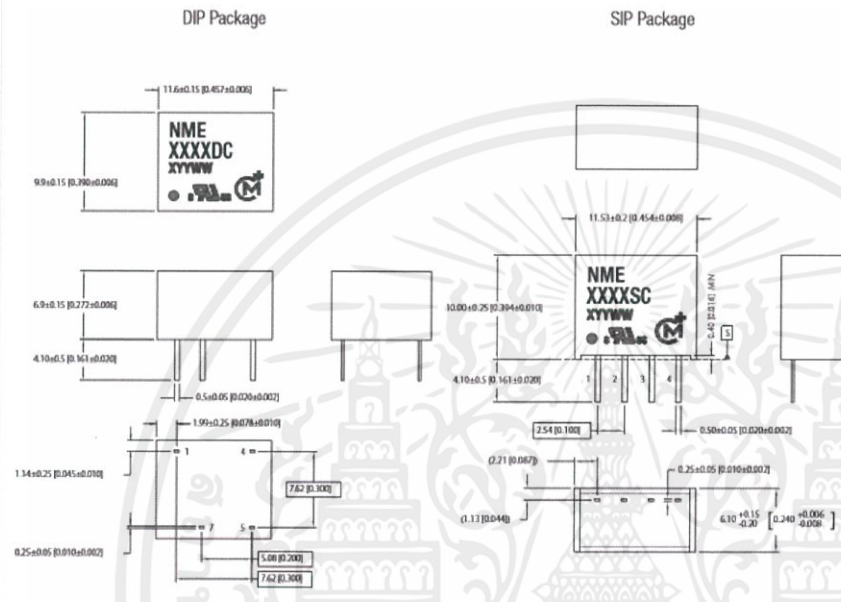 DIP Package
11.6±0.15 [0.457±0.006]
NME
XXXXDC
XYYWW
9.9±0.15 [0.390±0.006]
6.9±0.15 [0.272±0.006]
4.10±0.5 [0.161±0.020]
0.5±0.05 [0.020±0.002]
1.99±0.25 [0.078±0.010]
1 4
1.14±0.25 [0.045±0.010]
7.62 [0.300]
7 5
0.25±0.05 [0.010±0.002]
5.08 [0.200]
7.62 [0.300]
SIP Package
11.53±0.2 [0.454±0.008]
NME
XXXXSC
XYYWW
10.00±0.25 [0.394±0.010]
0.40 [0.016] MIN
S
4.10±0.5 [0.161±0.020]
1 2 3 4
2.54 [0.100]
0.50±0.05 [0.020±0.002]
(2.21 [0.087])
0.25±0.05 [0.010±0.002]
(1.13 [0.044])
6.10 +0.15 -0.20 [0.240 +0.006 -0.008]